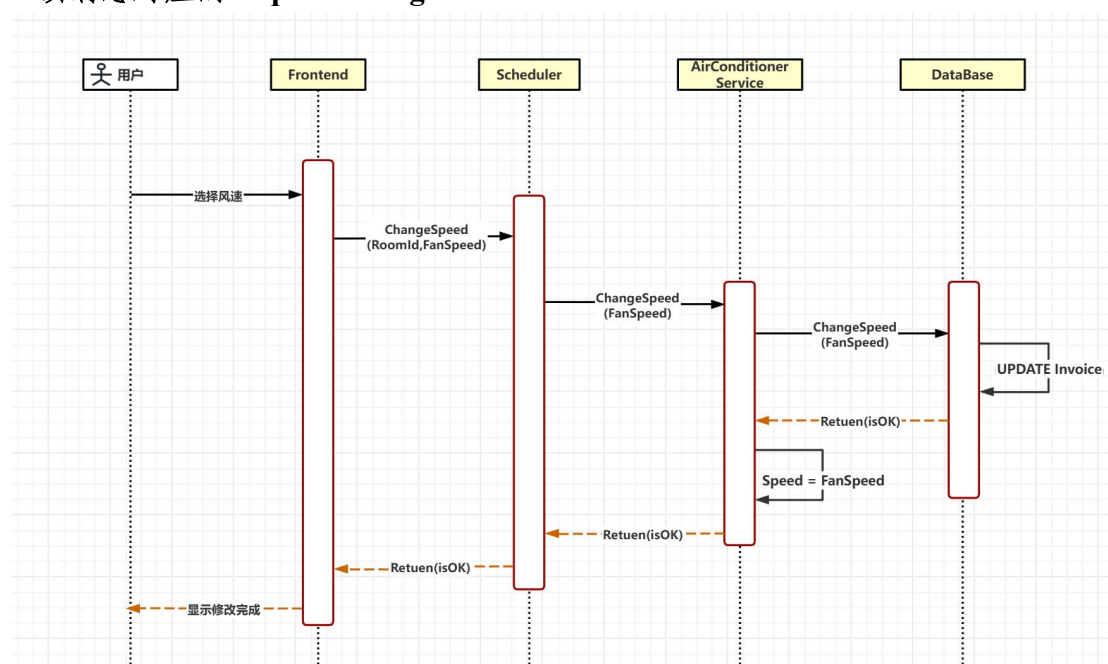 用户
Frontend
Scheduler
AirConditioner
Service
DataBase
选择风速
ChangeSpeed
(RoomId,FanSpeed)
ChangeSpeed
(FanSpeed)
ChangeSpeed
(FanSpeed)
UPDATE Invoice
Retuen(isOK)
Speed = FanSpeed
Retuen(isOK)
Retuen(isOK)
显示修改完成